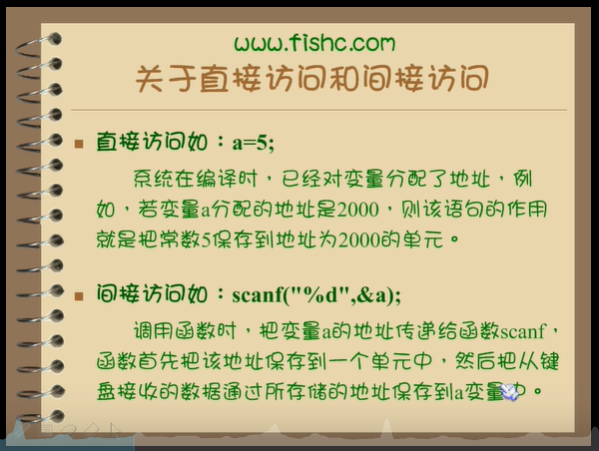 www.fishc.com
关于直接访问和间接访问
直接访问如：a=5;
系统在编译时，已经对变量分配了地址，例
如，若变量a分配的地址是2000，则该语句的作用
就是把常数5保存到地址为2000的单元。
间接访问如：scanf("%d",&a);
调用函数时，把变量a的地址传递给函数scanf，
函数首先把该地址保存到一个单元中，然后把从键
盘接收的数据通过所存储的地址保存到a变量中。